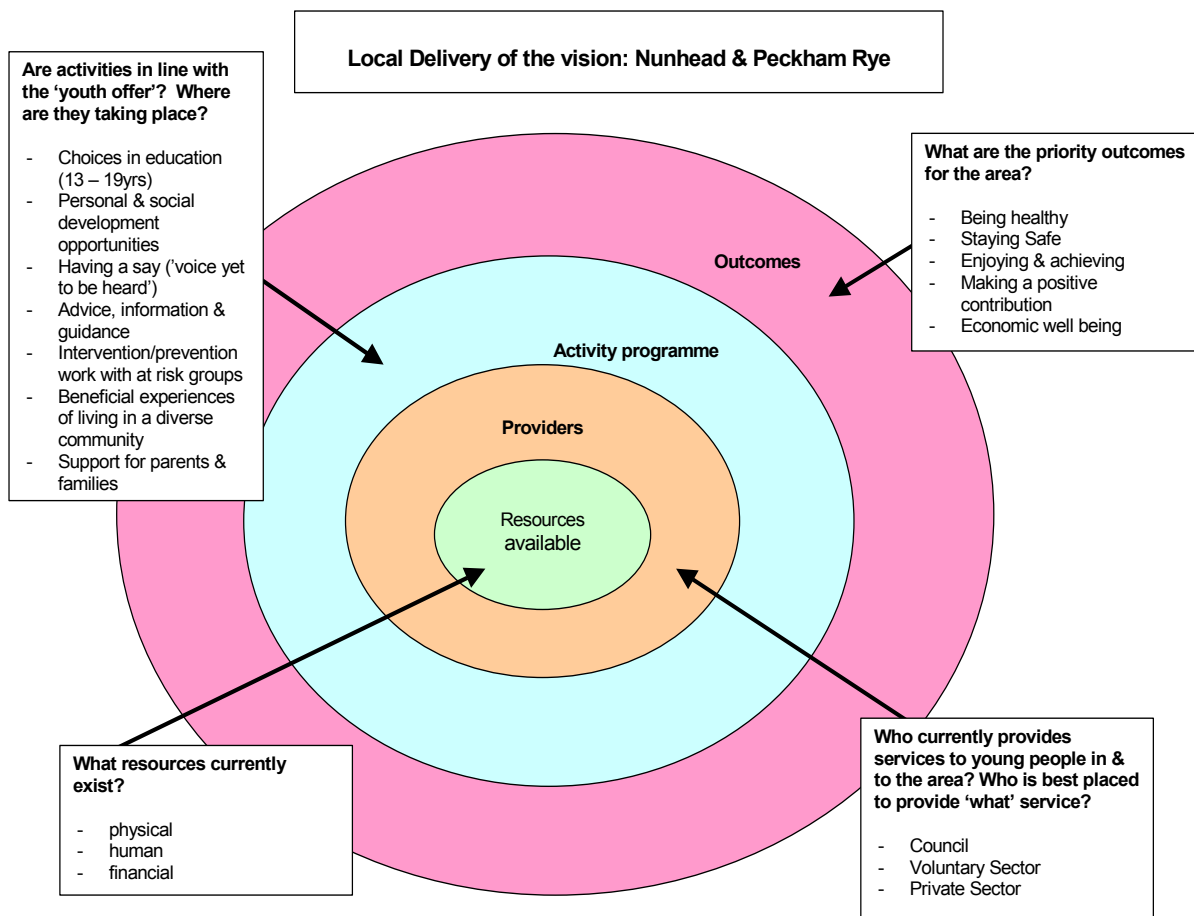 Local Delivery of the vision: Nunhead & Peckham Rye
Are activities in line with
the ‘youth offer’? Where
are they taking place?
- Choices in education
(13 – 19yrs)
- Personal & social
development
opportunities
- Having a say (’voice yet
to be heard’)
- Advice, information &
guidance
- Intervention/prevention
work with at risk groups
- Beneficial experiences
of living in a diverse
community
- Support for parents &
families
What are the priority outcomes
for the area?
- Being healthy
- Staying Safe
- Enjoying & achieving
- Making a positive
contribution
- Economic well being
Outcomes
Activity programme
Providers
Resources
available
What resources currently
exist?
- physical
- human
- financial
Who currently provides
services to young people in &
to the area? Who is best placed
to provide ‘what’ service?
- Council
- Voluntary Sector
- Private Sector